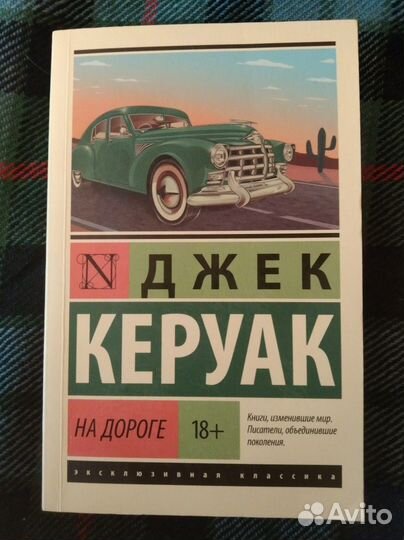 N ДЖЕК
КЕРУАК
НА ДОРОГЕ 18+
Книги, изменившие мир.
Писатели, объединившие
поколения.
эксклюзивная классика
Avito